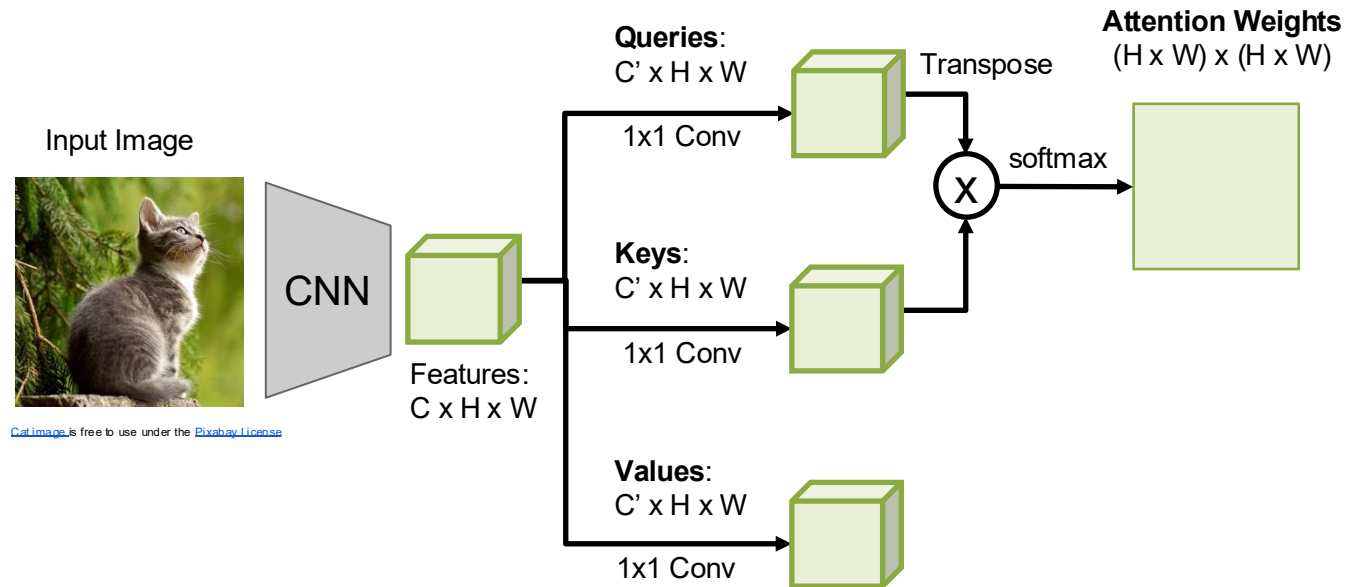 Input Image
Cat image is free to use under the Pixabay License
CNN
Features:
C x H x W
Queries:
C’ x H x W
1x1 Conv
Keys:
C’ x H x W
1x1 Conv
Values:
C’ x H x W
1x1 Conv
Transpose
X
softmax
Attention Weights
(H x W) x (H x W)